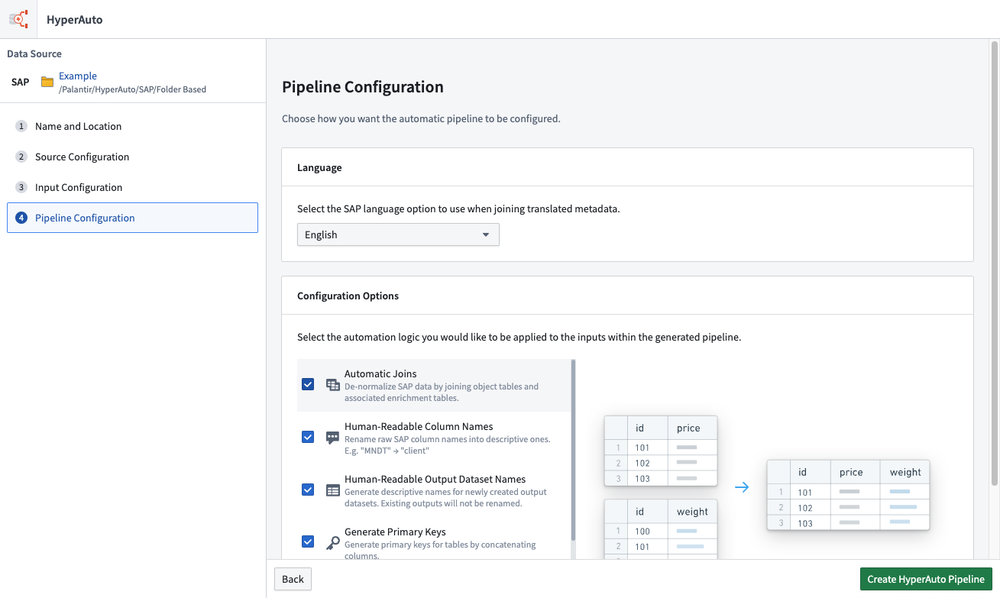 HyperAuto
Data Source
SAP
Example
/Palantir/HyperAuto/SAP/Folder Based
1 Name and Location
2 Source Configuration
3 Input Configuration
4 Pipeline Configuration
Pipeline Configuration
Choose how you want the automatic pipeline to be configured.
Language
Select the SAP language option to use when joining translated metadata.
English
Configuration Options
Select the automation logic you would like to be applied to the inputs within the generated pipeline.
Automatic Joins
De-normalize SAP data by joining object tables and
associated enrichment tables.
Human-Readable Column Names
Rename raw SAP column names into descriptive ones.
E.g. "MNDT" → "client"
Human-Readable Output Dataset Names
Generate descriptive names for newly created output
datasets. Existing outputs will not be renamed.
Generate Primary Keys
Generate primary keys for tables by concatenating
columns.
id price
1 101
2 102
3 103
id weight
1 100
2 101
id price weight
1 101
2 102
3 103
Back
Create HyperAuto Pipeline